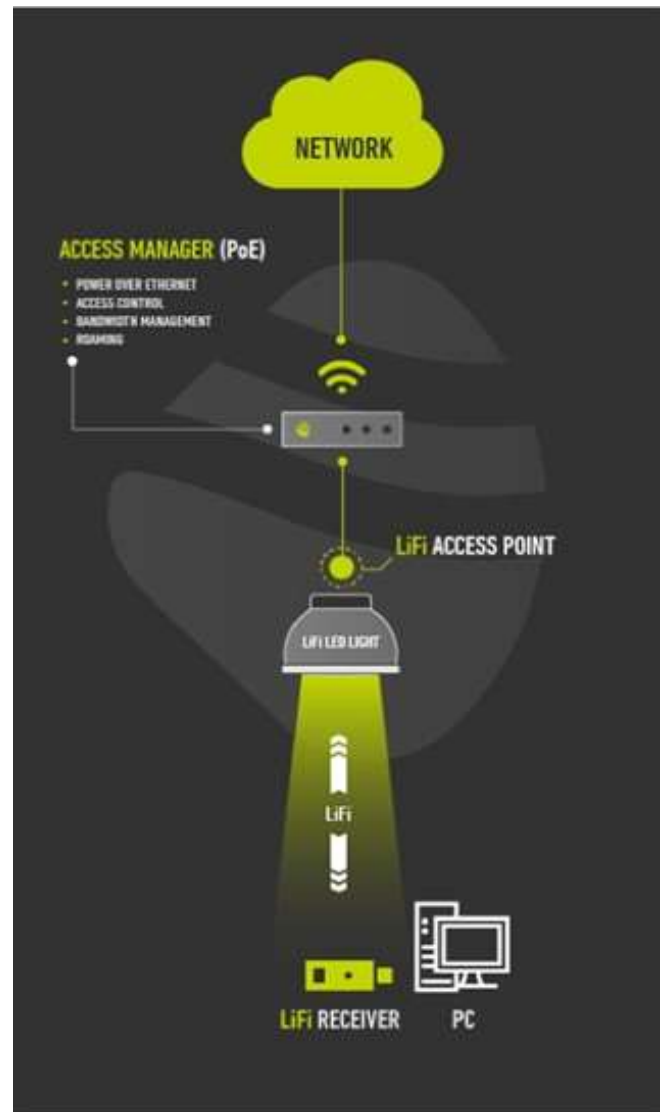 NETWORK
ACCESS MANAGER (PoE)
• POWER OVER ETHERNET
• ACCESS CONTROL
• BANDWIDTH MANAGEMENT
• ROAMING
LiFi ACCESS POINT
LiFi LED LIGHT
LiFi
LiFi RECEIVER
PC